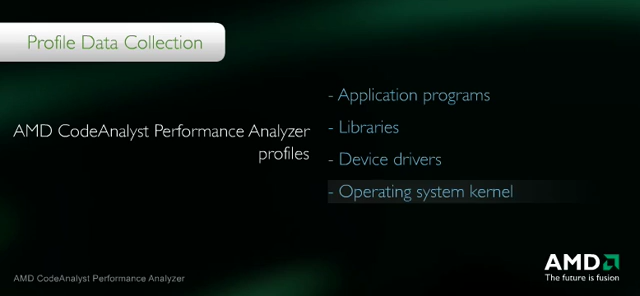 Profile Data Collection
AMD CodeAnalyst Performance Analyzer
profiles
- Application programs
- Libraries
- Device drivers
- Operating system kernel
AMD CodeAnalyst Performance Analyzer
AMD
The future is fusion